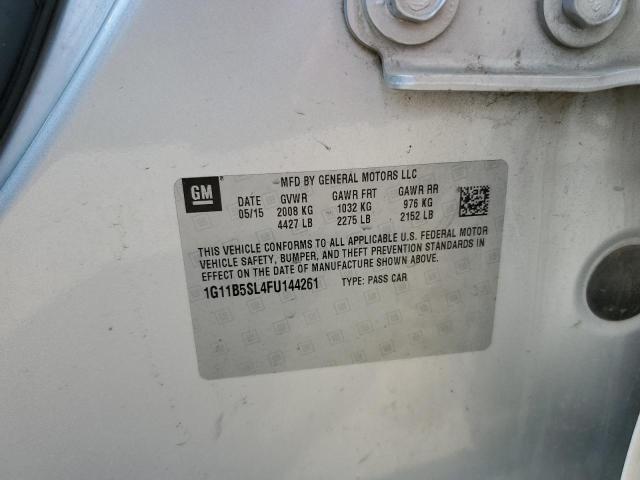 MFD BY GENERAL MOTORS LLC
GM
DATE GVWR GAWR FRT GAWR RR
05/15 2008 KG 1032 KG 976 KG
4427 LB 2275 LB 2152 LB
THIS VEHICLE CONFORMS TO ALL APPLICABLE U.S. FEDERAL MOTOR
VEHICLE SAFETY, BUMPER, AND THEFT PREVENTION STANDARDS IN
EFFECT ON THE DATE OF MANUFACTURE SHOWN ABOVE.
1G11B5SL4FU144261 TYPE: PASS CAR